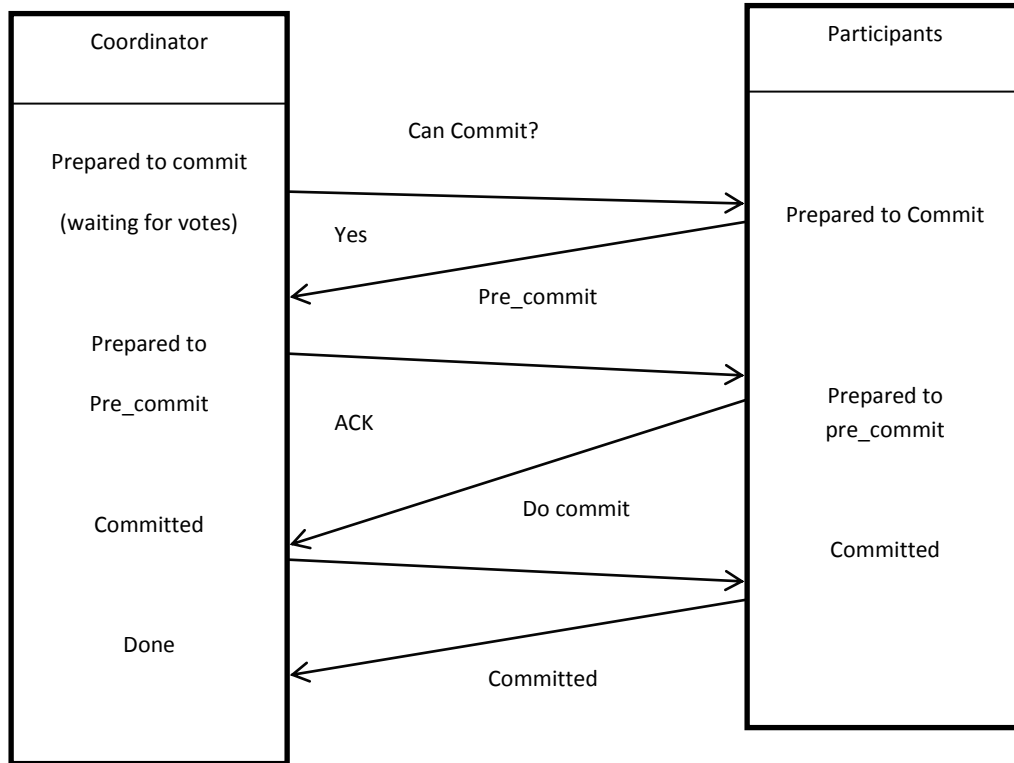 Coordinator
Participants
Can Commit?
Prepared to commit
(waiting for votes)
Prepared to Commit
Yes
Pre_commit
Prepared to
Pre_commit
Prepared to
pre_commit
ACK
Do commit
Committed
Committed
Done
Committed